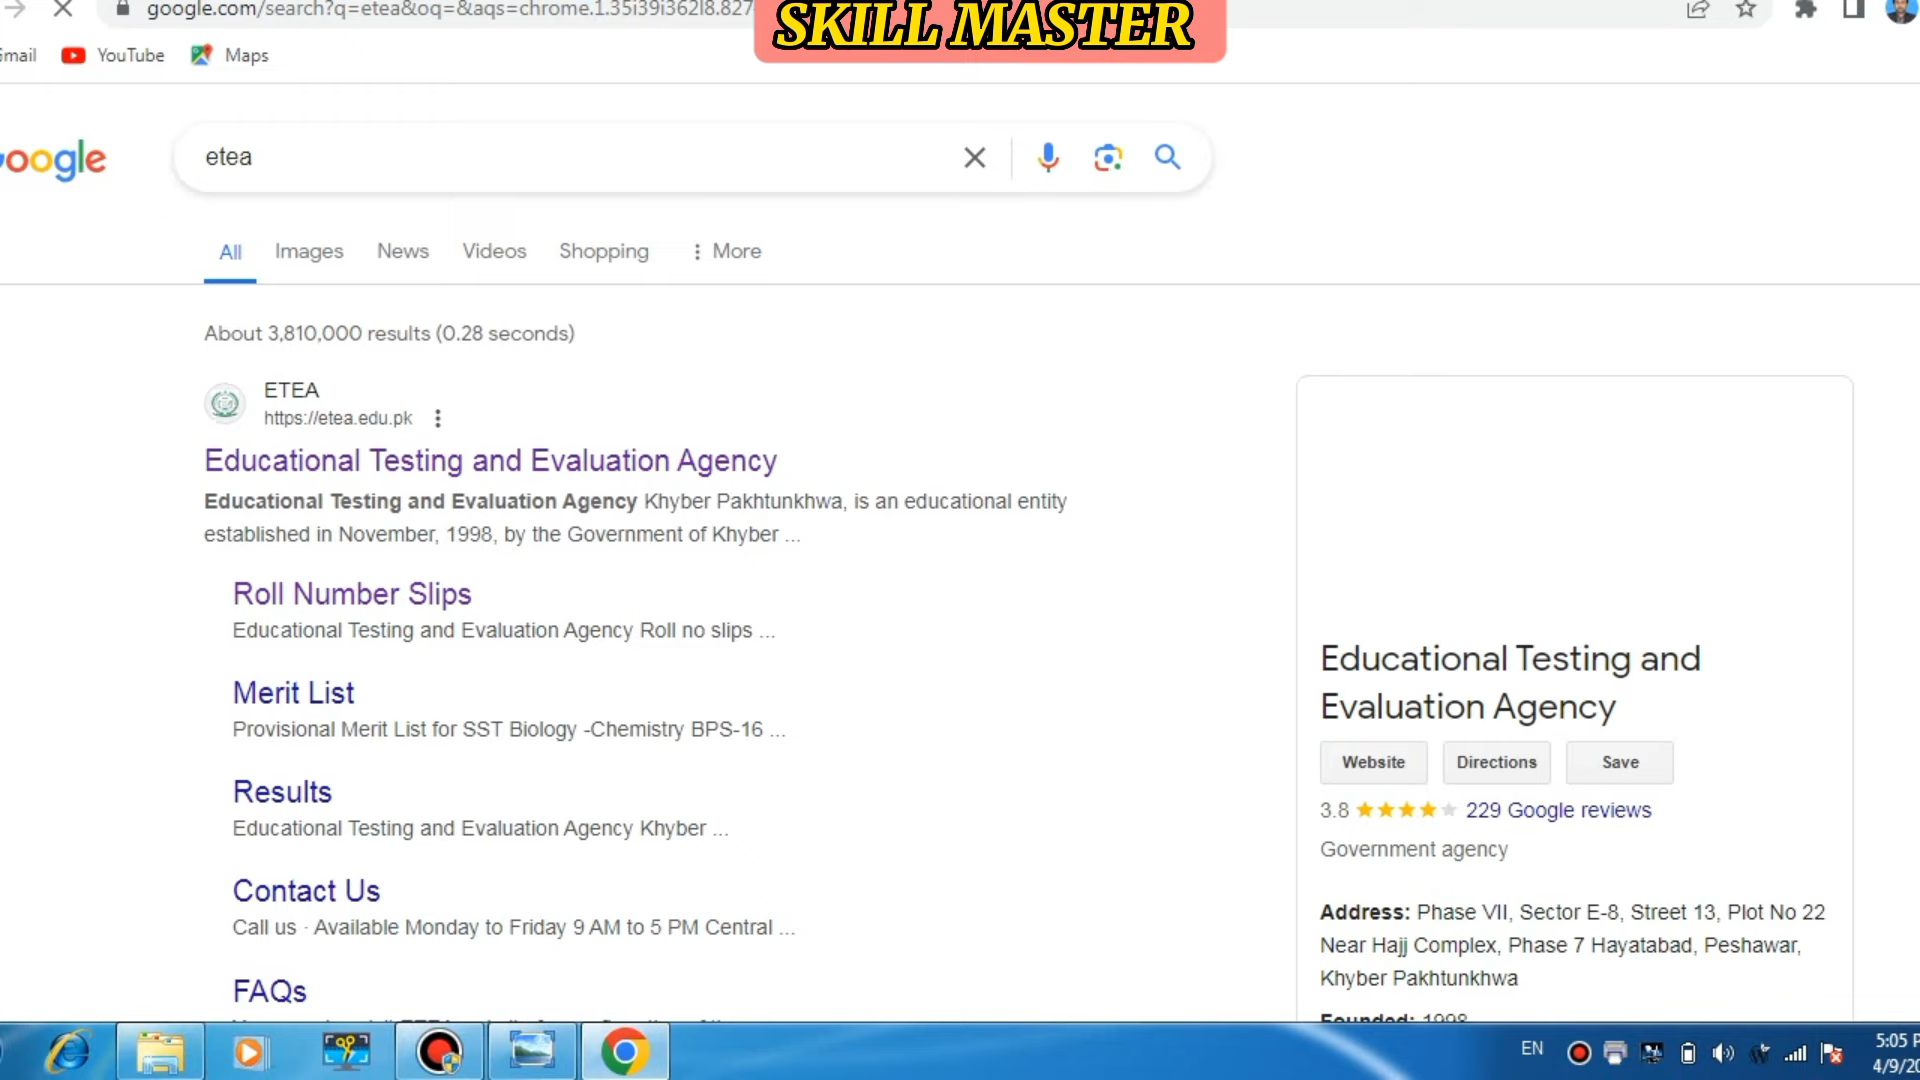 google.com/search?q=etea&oq=&aqs=chrome.1.35i39i362l8.827
SKILL MASTER
YouTube
Maps
etea
All
Images
News
Videos
Shopping
More
About 3,810,000 results (0.28 seconds)
ETEA
https://etea.edu.pk
Educational Testing and Evaluation Agency
Educational Testing and Evaluation Agency Khyber Pakhtunkhwa, is an educational entity
established in November, 1998, by the Government of Khyber ...
Roll Number Slips
Educational Testing and Evaluation Agency Roll no slips ...
Merit List
Provisional Merit List for SST Biology -Chemistry BPS-16 ...
Results
Educational Testing and Evaluation Agency Khyber ...
Contact Us
Call us · Available Monday to Friday 9 AM to 5 PM Central ...
FAQs
Educational Testing and
Evaluation Agency
Website
Directions
Save
3.8
229 Google reviews
Government agency
Address: Phase VII, Sector E-8, Street 13, Plot No 22
Near Hajj Complex, Phase 7 Hayatabad, Peshawar,
Khyber Pakhtunkhwa
Founded: 1998
EN
5:05 P
4/9/20